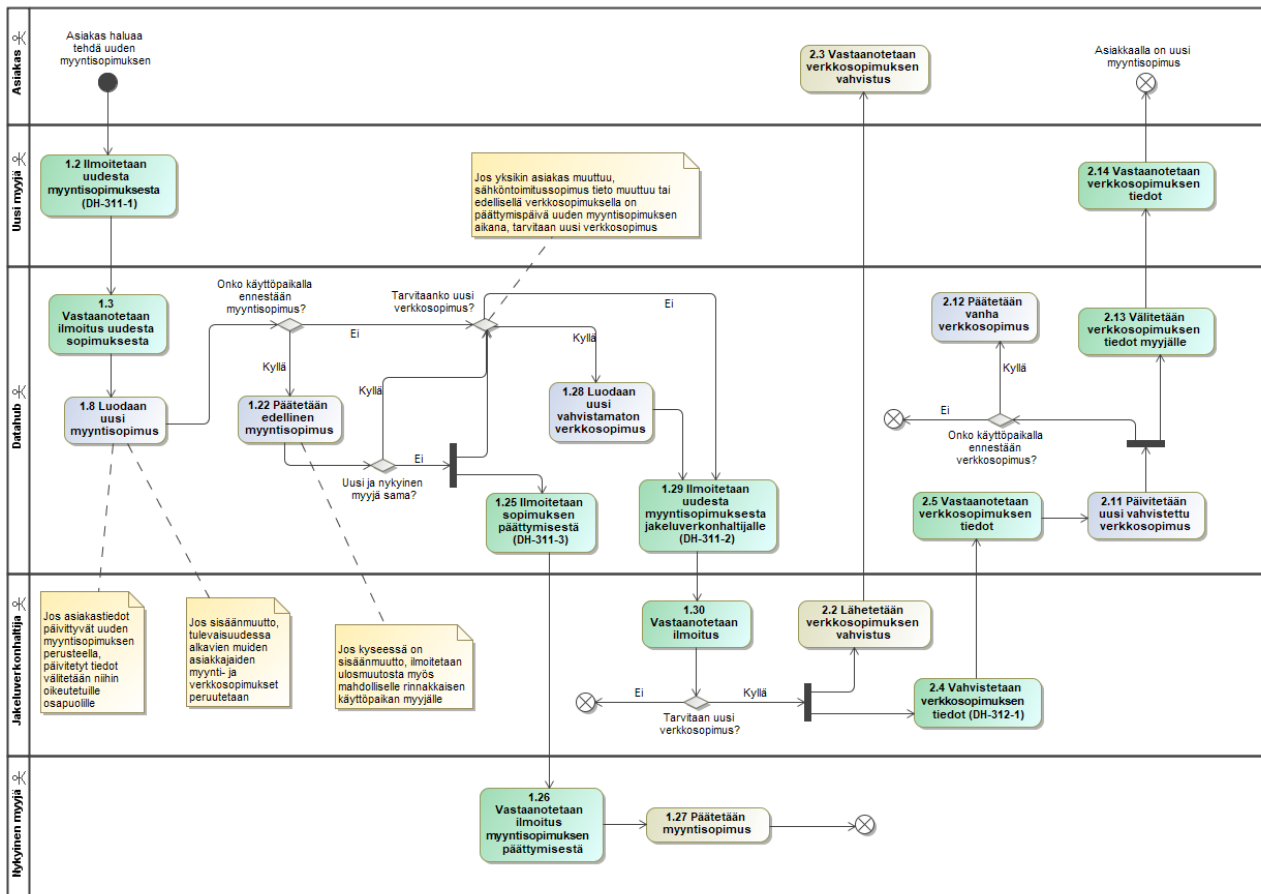 Asiakas
Asiakas haluaa
tehdä uuden
myyntisopimuksen
2.3 Vastaanotetaan
verkkosopimuksen
vahvistus
Asiakkaalla on uusi
myyntisopimus
Uusi myyjä
1.2 Ilmoitetaan
uudesta
myyntisopimuksesta
(DH-311-1)
Jos yksikin asiakas muuttuu,
sähköntoimitussopimus tieto muuttuu tai
edellisellä verkkosopimuksella on
päättymispäivä uuden myyntisopimuksen
aikana, tarvitaan uusi verkkosopimus
2.14 Vastaanotetaan
verkkosopimuksen
tiedot
Datahub
1.3
Vastaanotetaan
ilmoitus uudesta
sopimuksesta
Onko käyttöpaikalla
ennestään
myyntisopimus?
Ei
Kyllä
Tarvitaanko uusi
verkkosopimus?
Ei
Kyllä
1.8 Luodaan
uusi
myyntisopimus
1.22 Päätetään
edellinen
myyntisopimus
Kyllä
Ei
Uusi ja nykyinen
myyjä sama?
1.28 Luodaan
uusi
vahvistamaton
verkkosopimus
1.25 Ilmoitetaan
sopimuksen
päättymisestä
(DH-311-3)
1.29 Ilmoitetaan
uudesta
myyntisopimuksesta
jakeluverkonhaltijalle
(DH-311-2)
2.12 Päätetään
vanha
verkkosopimus
2.13 Välitetään
verkkosopimuksen
tiedot myyjälle
Kyllä
Ei
Onko käyttöpaikalla
ennestään
verkkosopimus?
2.5 Vastaanotetaan
verkkosopimuksen
tiedot
2.11 Päivitetään
uusi vahvistettu
verkkosopimus
Jakeluverkonhaltija
Jos asiakastiedot
päivittyvät uuden
myyntisopimuksen
perusteella,
päivitetyt tiedot
välitetään niihin
oikeutetuille
osapuolille
Jos sisäänmuutto,
tulevaisuudessa
alkavien muiden
asiakkajaiden
myynti- ja
verkkosopimukset
peruutetaan
Jos kyseessä on
sisäänmuutto, ilmoitetaan
ulosmuutosta myös
mahdolliselle rinnakkaisen
käyttöpaikan myyjälle
1.30
Vastaanotetaan
ilmoitus
Ei
Kyllä
Tarvitaan uusi
verkkosopimus?
2.2 Lähetetään
verkkosopimuksen
vahvistus
2.4 Vahvistetaan
verkkosopimuksen
tiedot (DH-312-1)
Nykyinen myyjä
1.26
Vastaanotetaan
ilmoitus
myyntisopimuksen
päättymisestä
1.27 Päätetään
myyntisopimus